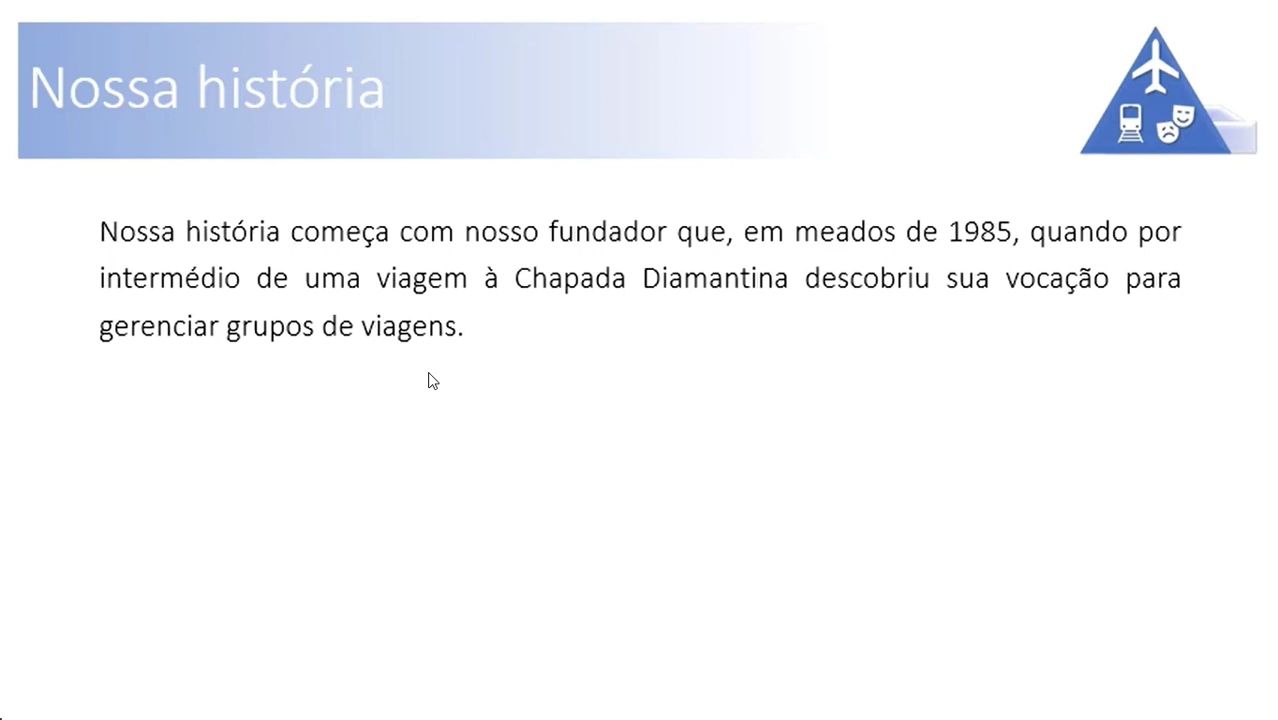 Nossa história
Nossa história começa com nosso fundador que, em meados de 1985, quando por
intermédio de uma viagem à Chapada Diamantina descobriu sua vocação para
gerenciar grupos de viagens.